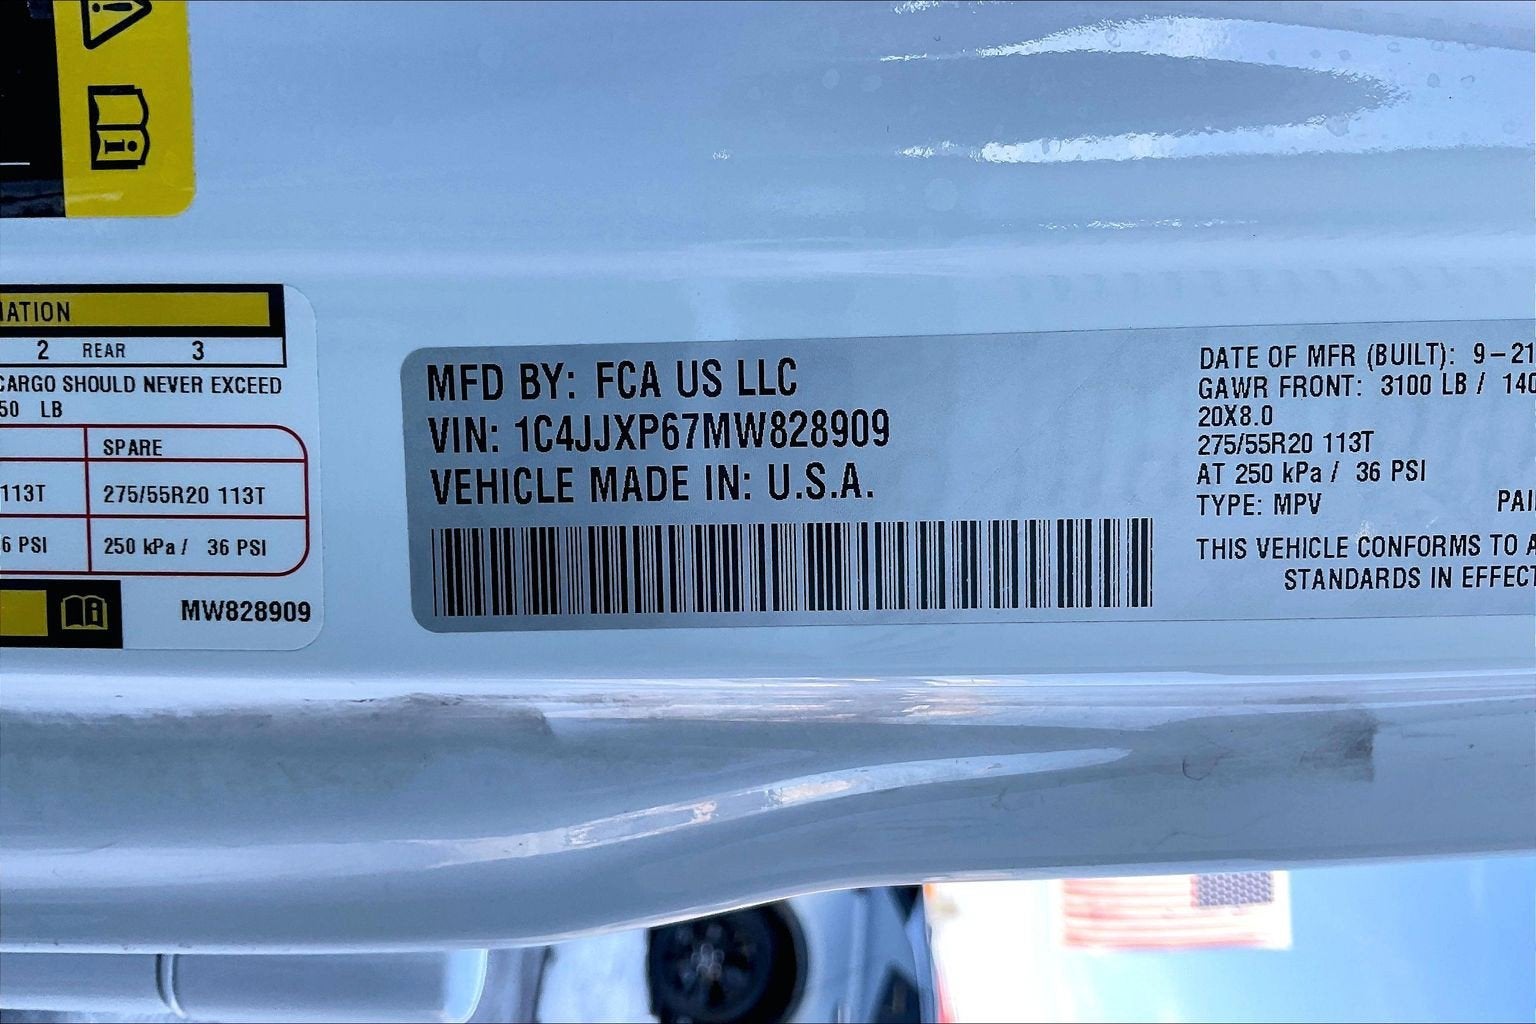 MATION
2 REAR 3
CARGO SHOULD NEVER EXCEED
50 LB
SPARE
113T 275/55R20 113T
6 PSI 250 kPa / 36 PSI
MW828909
MFD BY: FCA US LLC
VIN: 1C4JJXP67MW828909
VEHICLE MADE IN: U.S.A.
DATE OF MFR (BUILT): 9-21
GAWR FRONT: 3100 LB / 140
20X8.0
275/55R20 113T
AT 250 kPa / 36 PSI
TYPE: MPV PAI
THIS VEHICLE CONFORMS TO A
STANDARDS IN EFFECT